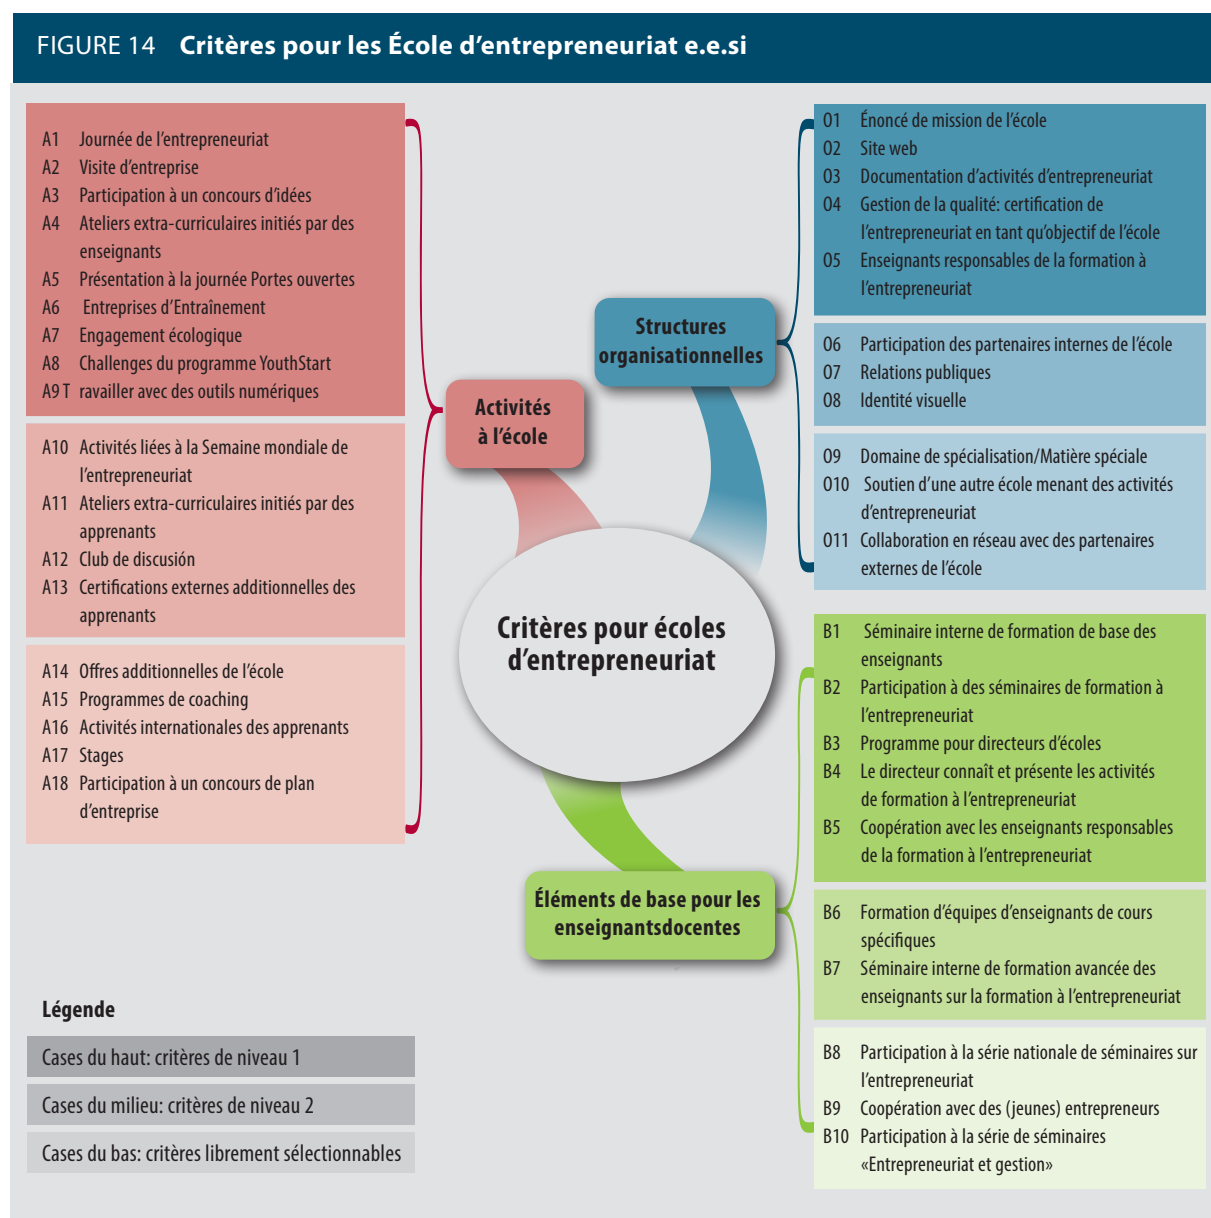 FIGURE 14 Critères pour les École d’entrepreneuriat e.e.si
A1 Journée de l’entrepreneuriat
A2 Visite d’entreprise
A3 Participation à un concours d’idées
A4 Ateliers extra-curriculaires initiés par des
enseignants
A5 Présentation à la journée Portes ouvertes
A6 Entreprises d’Entraînement
A7 Engagement écologique
A8 Challenges du programme YouthStart
A9 T ravailler avec des outils numériques
A10 Activités liées à la Semaine mondiale de
l’entrepreneuriat
A11 Ateliers extra-curriculaires initiés par des
apprenants
A12 Club de discusión
A13 Certifications externes additionnelles des
apprenants
A14 Offres additionnelles de l’école
A15 Programmes de coaching
A16 Activités internationales des apprenants
A17 Stages
A18 Participation à un concours de plan
d’entreprise
Activités
à l’école
Structures
organisationnelles
O1 Énoncé de mission de l’école
O2 Site web
O3 Documentation d’activités d’entrepreneuriat
O4 Gestion de la qualité: certification de
l’entrepreneuriat en tant qu’objectif de l’école
O5 Enseignants responsables de la formation à
l’entrepreneuriat
O6 Participation des partenaires internes de l’école
O7 Relations publiques
O8 Identité visuelle
O9 Domaine de spécialisation/Matière spéciale
O10 Soutien d’une autre école menant des activités
d’entrepreneuriat
O11 Collaboration en réseau avec des partenaires
externes de l’école
Critères pour écoles
d’entrepreneuriat
Éléments de base pour les
enseignantsdocentes
B1 Séminaire interne de formation de base des
enseignants
B2 Participation à des séminaires de formation à
l’entrepreneuriat
B3 Programme pour directeurs d’écoles
B4 Le directeur connaît et présente les activités
de formation à l’entrepreneuriat
B5 Coopération avec les enseignants responsables
de la formation à l’entrepreneuriat
B6 Formation d’équipes d’enseignants de cours
spécifiques
B7 Séminaire interne de formation avancée des
enseignants sur la formation à l’entrepreneuriat
B8 Participation à la série nationale de séminaires sur
l’entrepreneuriat
B9 Coopération avec des (jeunes) entrepreneurs
B10 Participation à la série de séminaires
«Entrepreneuriat et gestion»
Légende
Cases du haut: critères de niveau 1
Cases du milieu: critères de niveau 2
Cases du bas: critères librement sélectionnables